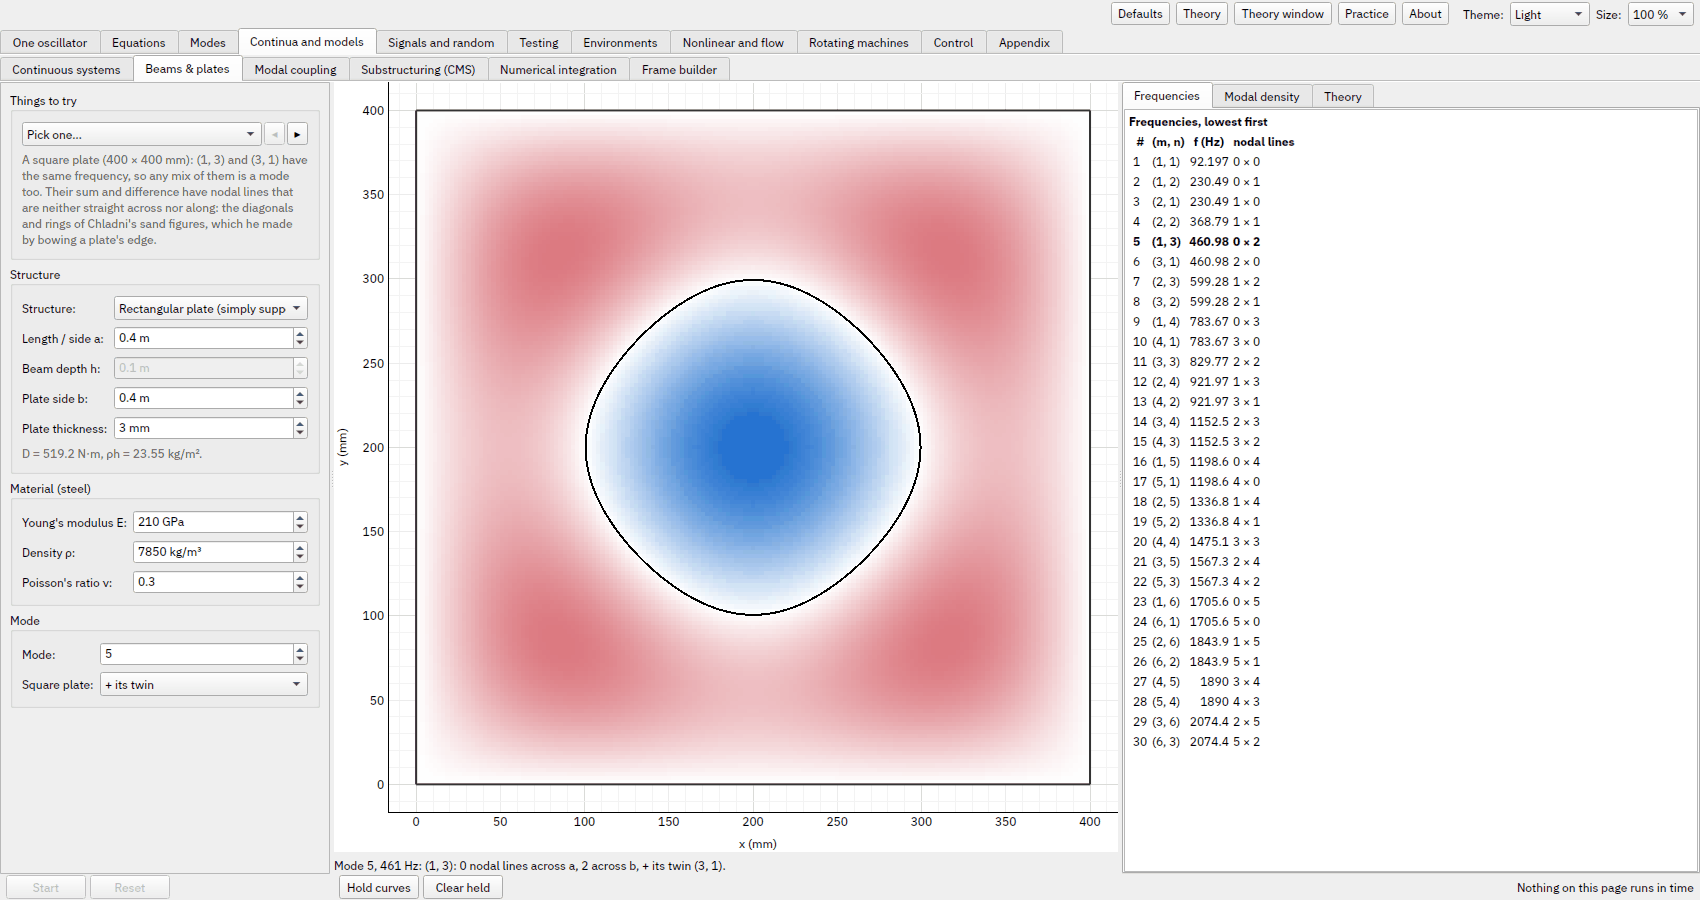 Defaults Theory Theory window Practice About Theme: Light Size: 100 %
One oscillator Equations Modes Continua and models Signals and random Testing Environments Nonlinear and flow Rotating machines Control Appendix
Continuous systems Beams & plates Modal coupling Substructuring (CMS) Numerical integration Frame builder
Things to try
Pick one...
A square plate (400 × 400 mm): (1, 3) and (3, 1) have
the same frequency, so any mix of them is a mode
too. Their sum and difference have nodal lines that
are neither straight across nor along: the diagonals
and rings of Chladni's sand figures, which he made
by bowing a plate's edge.
Structure
Structure: Rectangular plate (simply supp
Length / side a: 0.4 m
Beam depth h: 0.1 m
Plate side b: 0.4 m
Plate thickness: 3 mm
D = 519.2 N·m, ρh = 23.55 kg/m².
Material (steel)
Young's modulus E: 210 GPa
Density ρ: 7850 kg/m³
Poisson's ratio ν: 0.3
Mode
Mode: 5
Square plate: + its twin
Start Reset
y (mm)
400
350
300
250
200
150
100
50
0
0 50 100 150 200 250 300 350 400
x (mm)
Mode 5, 461 Hz: (1, 3): 0 nodal lines across a, 2 across b, + its twin (3, 1).
Hold curves Clear held
Frequencies Modal density Theory
Frequencies, lowest first
# (m, n) f (Hz) nodal lines
1 (1, 1) 92.197 0 × 0
2 (1, 2) 230.49 0 × 1
3 (2, 1) 230.49 1 × 0
4 (2, 2) 368.79 1 × 1
5 (1, 3) 460.98 0 × 2
6 (3, 1) 460.98 2 × 0
7 (2, 3) 599.28 1 × 2
8 (3, 2) 599.28 2 × 1
9 (1, 4) 783.67 0 × 3
10 (4, 1) 783.67 3 × 0
11 (3, 3) 829.77 2 × 2
12 (2, 4) 921.97 1 × 3
13 (4, 2) 921.97 3 × 1
14 (3, 4) 1152.5 2 × 3
15 (4, 3) 1152.5 3 × 2
16 (1, 5) 1198.6 0 × 4
17 (5, 1) 1198.6 4 × 0
18 (2, 5) 1336.8 1 × 4
19 (5, 2) 1336.8 4 × 1
20 (4, 4) 1475.1 3 × 3
21 (3, 5) 1567.3 2 × 4
22 (5, 3) 1567.3 4 × 2
23 (1, 6) 1705.6 0 × 5
24 (6, 1) 1705.6 5 × 0
25 (2, 6) 1843.9 1 × 5
26 (6, 2) 1843.9 5 × 1
27 (4, 5) 1890 3 × 4
28 (5, 4) 1890 4 × 3
29 (3, 6) 2074.4 2 × 5
30 (6, 3) 2074.4 5 × 2
Nothing on this page runs in time